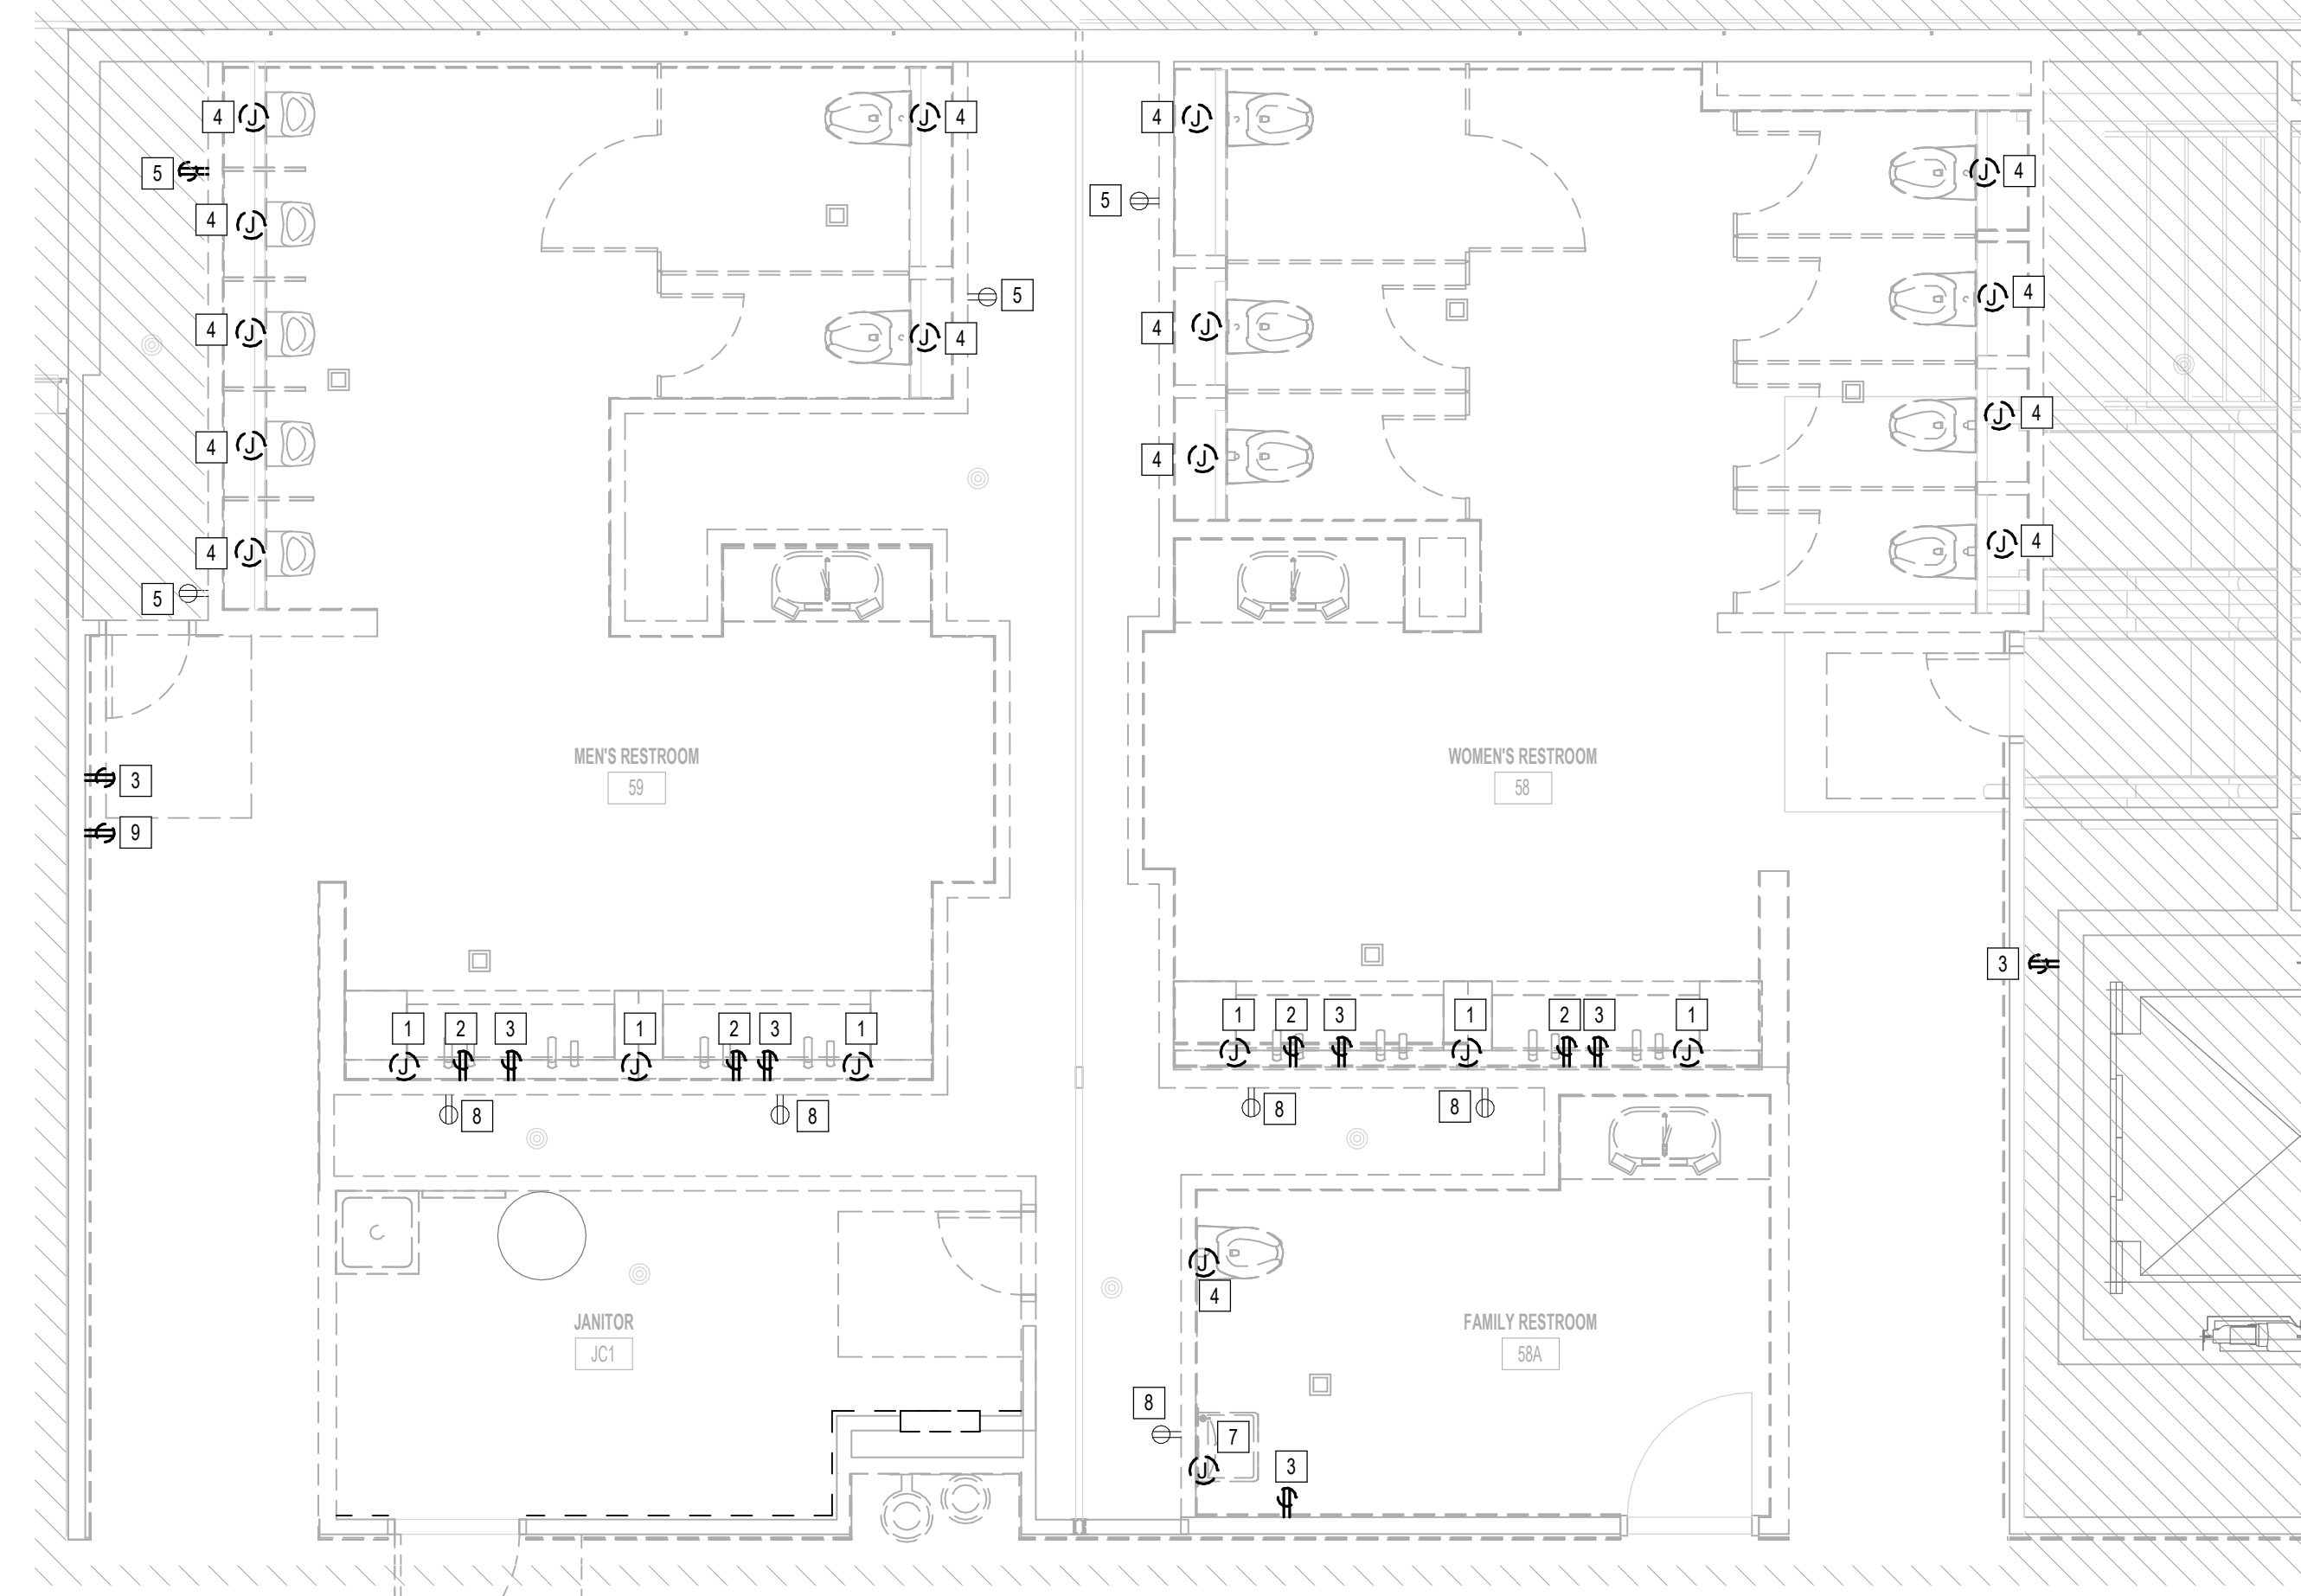 4 J J 4 4 J
J 4
5
5
4 J
J 4
5
4 J J 4 4 J
4 J
J 4
4 J 4 J
4 J J 4
5
MEN'S RESTROOM
59
WOMEN'S RESTROOM
58
3
9
3
1 2 3 1 2 3 1
J J J
1 2 3 1 2 3 1
J J J
8 8 8 8
J
4
JANITOR
JC1
FAMILY RESTROOM
58A
8
7
J
3